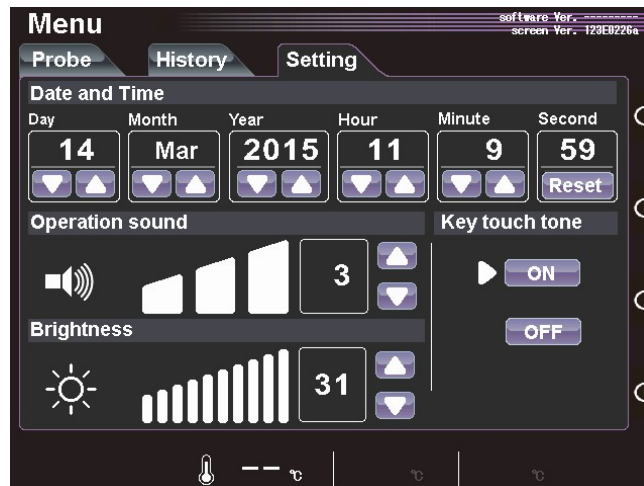 Menu
software Ver. ---------
screen Ver. 123E0226a
Probe History Setting
Date and Time
Day Month Year Hour Minute Second
14 Mar 2015 11 9 59
Reset
Operation sound Key touch tone
3 ON
OFF
Brightness
31
-- ℃ ℃ ℃